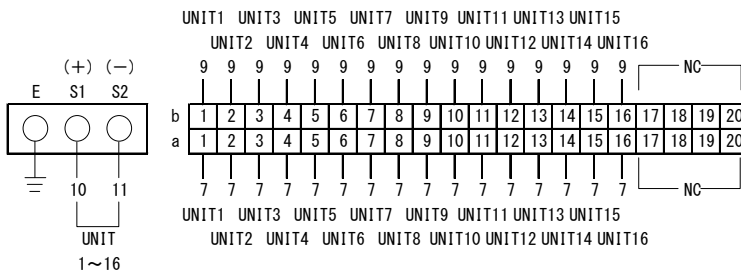 UNIT1 UNIT3 UNIT5 UNIT7 UNIT9 UNIT11 UNIT13 UNIT15
UNIT2 UNIT4 UNIT6 UNIT8 UNIT10 UNIT12 UNIT14 UNIT16
(+) (−) 9 9 9 9 9 9 9 9 9 9 9 9 9 9 9 9 NC
E S1 S2
b 1 2 3 4 5 6 7 8 9 10 11 12 13 14 15 16 17 18 19 20
a 1 2 3 4 5 6 7 8 9 10 11 12 13 14 15 16 17 18 19 20
10 11 7 7 7 7 7 7 7 7 7 7 7 7 7 7 7 7 NC
UNIT1 UNIT3 UNIT5 UNIT7 UNIT9 UNIT11 UNIT13 UNIT15
UNIT UNIT2 UNIT4 UNIT6 UNIT8 UNIT10 UNIT12 UNIT14 UNIT16
1～16